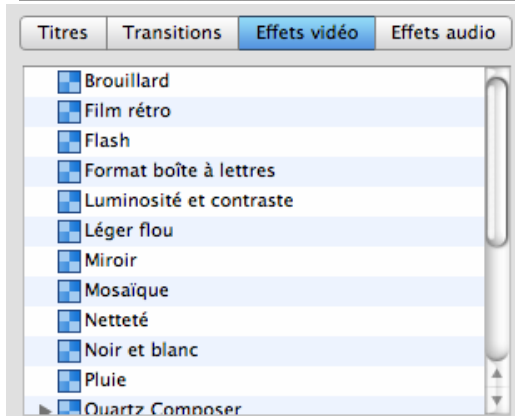 Titres Transitions Effets vidéo Effets audio
Brouillard
Film rétro
Flash
Format boîte à lettres
Luminosité et contraste
Léger flou
Miroir
Mosaïque
Netteté
Noir et blanc
Pluie
Quartz Composer